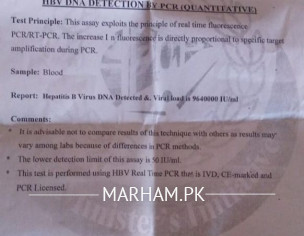 HBV DNA DETECTION BY PCR (QUANTITATIVE)
Test Principle: This assay exploits the principle of real time fluorescence
PCR/RT-PCR. The increase I n fluorescence is directly proportional to specific target
amplification during PCR.
Sample: Blood
Report: Hepatitis B Virus DNA Detected & Viral load is 9640000 IU/ml
Comments:
* It is advisable not to compare results of this technique with others as results may
vary among labs because of differences in PCR methods.
* The lower detection limit of this assay is 50 IU/ml.
* This test is performed using HBV Real Time PCR that is IVD, CE-marked and
PCR Licensed.
MARHAM.PK